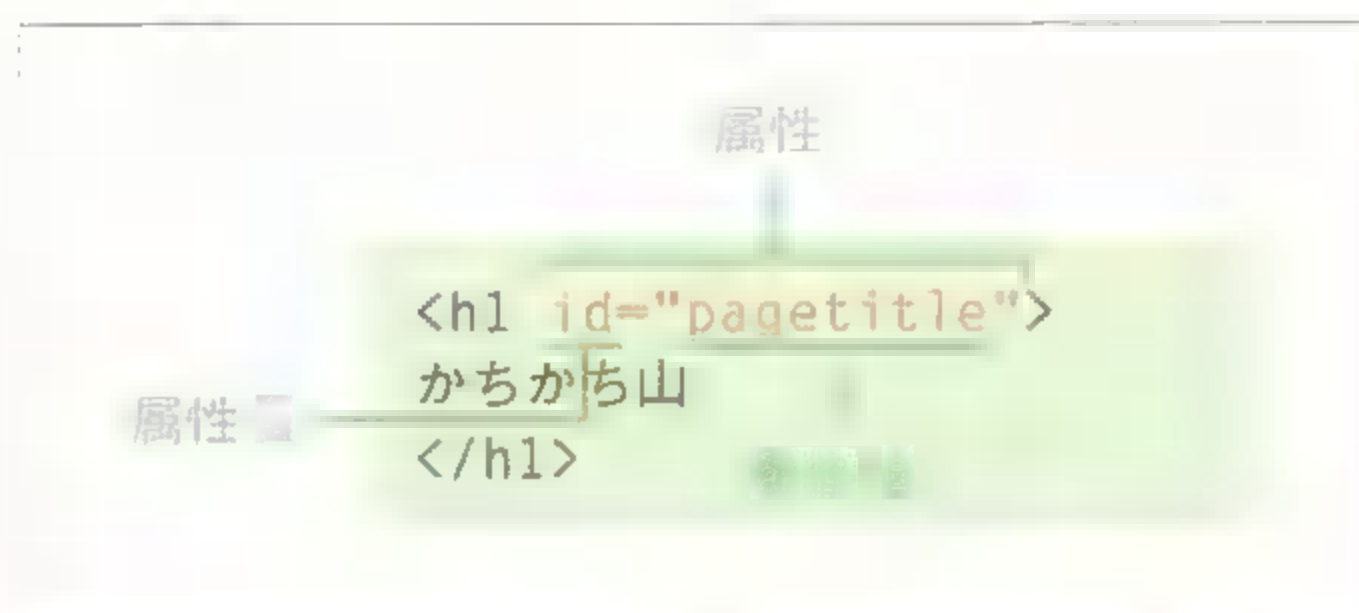 属性
<h1 id="pagetitle">
かちかち山
属性
</h1>